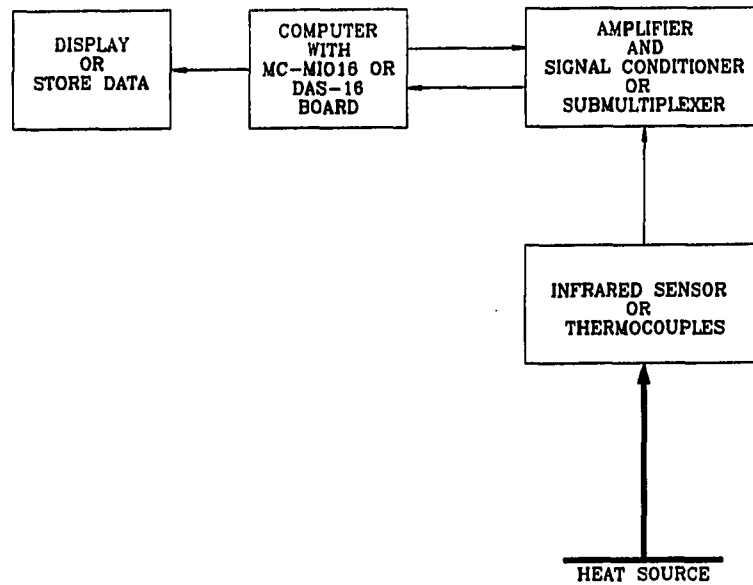 DISPLAY
OR
STORE DATA
COMPUTER
WITH
MC-MIO16 OR
DAS-16
BOARD
AMPLIFIER
AND
SIGNAL CONDITIONER
OR
SUBMULTIPLEXER
INFRARED SENSOR
OR
THERMOCOUPLES
HEAT SOURCE